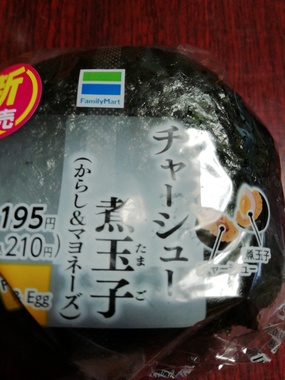 新
売
FamilyMart
チャーシュー
煮玉子
たまご
(からし&マヨネーズ)
195円
210円)
Egg
煮玉子
チャーシュー